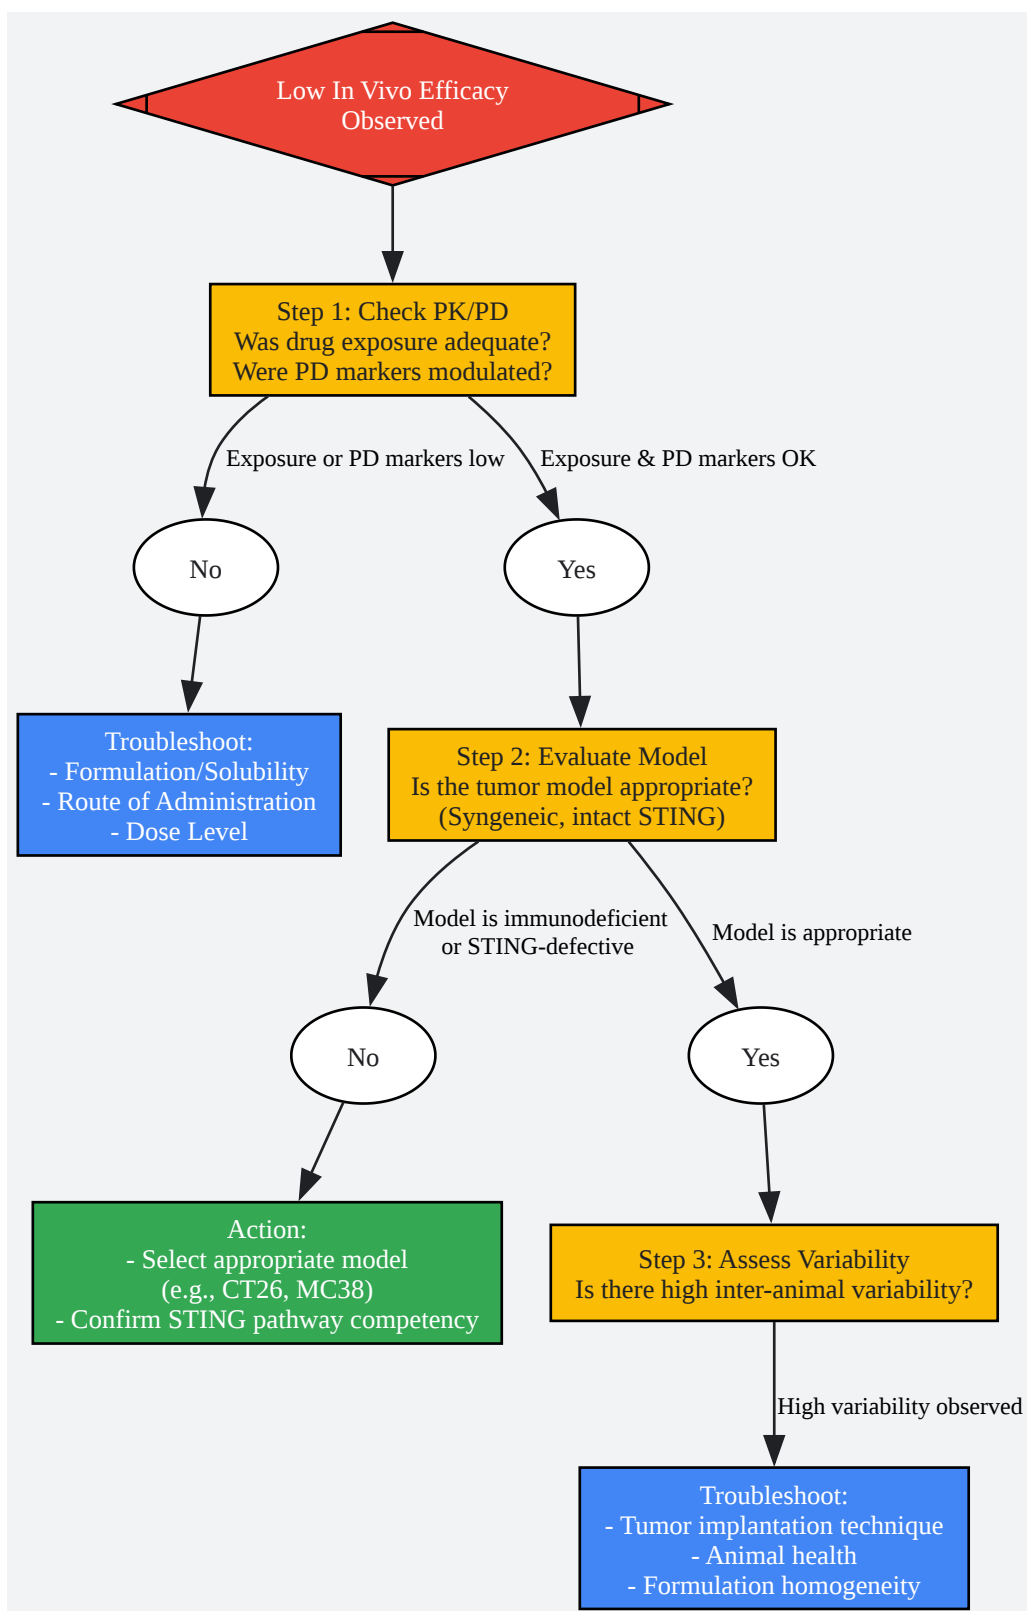 Low In Vivo Efficacy
Observed
Step 1: Check PK/PD
Was drug exposure adequate?
Were PD markers modulated?
Exposure or PD markers low
Exposure & PD markers OK
No
Yes
Troubleshoot:
- Formulation/Solubility
- Route of Administration
- Dose Level
Step 2: Evaluate Model
Is the tumor model appropriate?
(Syngeneic, intact STING)
Model is immunodeficient
or STING-defective
Model is appropriate
No
Yes
Action:
- Select appropriate model
(e.g., CT26, MC38)
- Confirm STING pathway competency
Step 3: Assess Variability
Is there high inter-animal variability?
High variability observed
Troubleshoot:
- Tumor implantation technique
- Animal health
- Formulation homogeneity